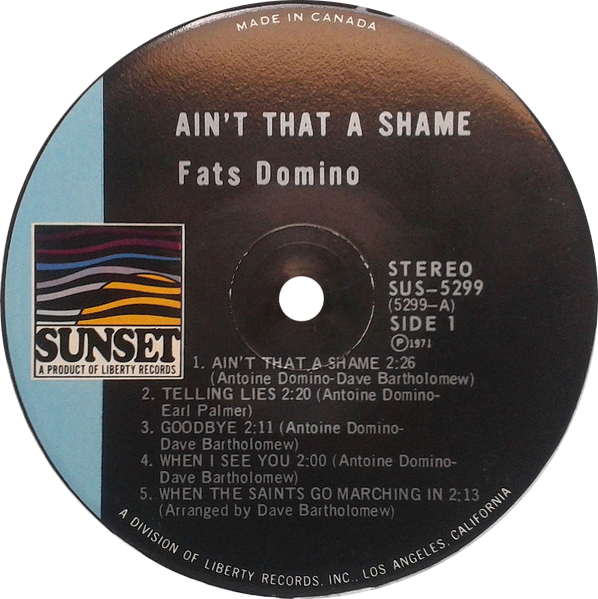 MADE IN CANADA
AIN'T THAT A SHAME
Fats Domino
STEREO
SUS-5299
(5299-A)
SIDE 1
℗1971
SUNSET
A PRODUCT OF LIBERTY RECORDS
1. AIN'T THAT A SHAME 2:26
(Antoine Domino-Dave Bartholomew)
2. TELLING LIES 2:20 (Antoine Domino-
Earl Palmer)
3. GOODBYE 2:11 (Antoine Domino-
Dave Bartholomew)
4. WHEN I SEE YOU 2:00 (Antoine Domino-
Dave Bartholomew)
5. WHEN THE SAINTS GO MARCHING IN 2:13
(Arranged by Dave Bartholomew)
A DIVISION OF LIBERTY RECORDS, INC., LOS ANGELES, CALIFORNIA